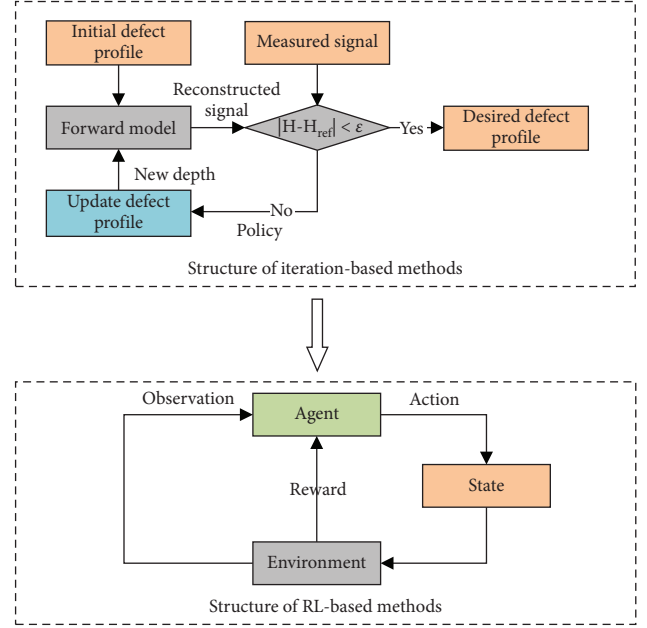 Initial defect
profile
Measured signal
Reconstructed
signal
Forward model
|H-H_ref| < ε
Yes
Desired defect
profile
New depth
Update defect
profile
No
Policy
Structure of iteration-based methods
Observation
Agent
Action
Reward
State
Environment
Structure of RL-based methods